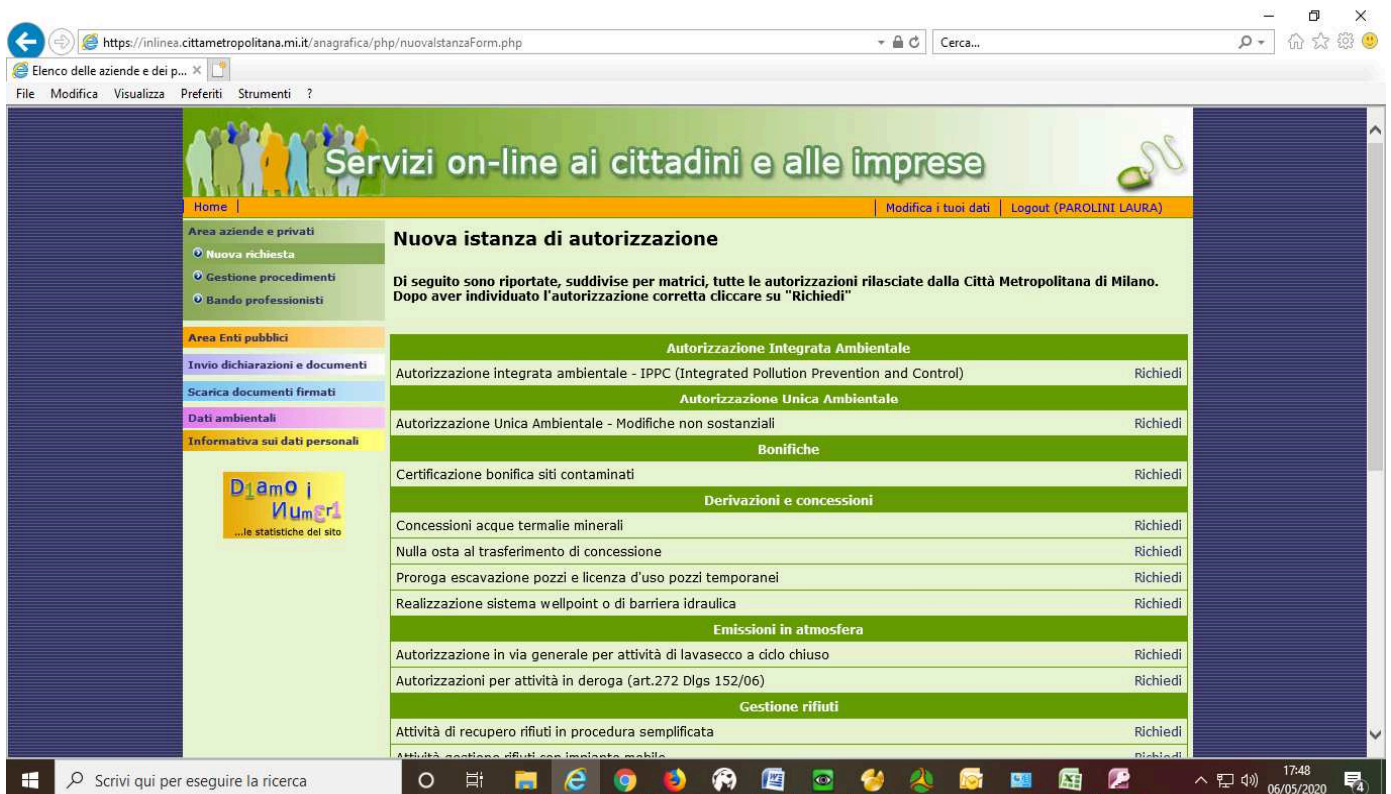 https://inlinea.cittametropolitana.mi.it/anagrafica/php/nuovaIstanzaForm.php
Cerca...
Elenco delle aziende e dei p...
File Modifica Visualizza Preferiti Strumenti ?
Servizi on-line ai cittadini e alle imprese
Home | | Modifica i tuoi dati | Logout (PAROLINI LAURA)
Area aziende e privati
Nuova richiesta
Gestione procedimenti
Bando professionisti
Area Enti pubblici
Invio dichiarazioni e documenti
Scarica documenti firmati
Dati ambientali
Informativa sui dati personali
D1amo i
Numer1
...le statistiche del sito
Nuova istanza di autorizzazione
Di seguito sono riportate, suddivise per matrici, tutte le autorizzazioni rilasciate dalla Città Metropolitana di Milano.
Dopo aver individuato l'autorizzazione corretta cliccare su "Richiedi"
Autorizzazione Integrata Ambientale
Autorizzazione integrata ambientale - IPPC (Integrated Pollution Prevention and Control) Richiedi
Autorizzazione Unica Ambientale
Autorizzazione Unica Ambientale - Modifiche non sostanziali Richiedi
Bonifiche
Certificazione bonifica siti contaminati Richiedi
Derivazioni e concessioni
Concessioni acque termalie minerali Richiedi
Nulla osta al trasferimento di concessione Richiedi
Proroga escavazione pozzi e licenza d'uso pozzi temporanei Richiedi
Realizzazione sistema wellpoint o di barriera idraulica Richiedi
Emissioni in atmosfera
Autorizzazione in via generale per attività di lavasecco a ciclo chiuso Richiedi
Autorizzazioni per attività in deroga (art.272 Dlgs 152/06) Richiedi
Gestione rifiuti
Attività di recupero rifiuti in procedura semplificata Richiedi
Attività gestione rifiuti con impianto mobile Richiedi
Scrivi qui per eseguire la ricerca
17:48
06/05/2020
4